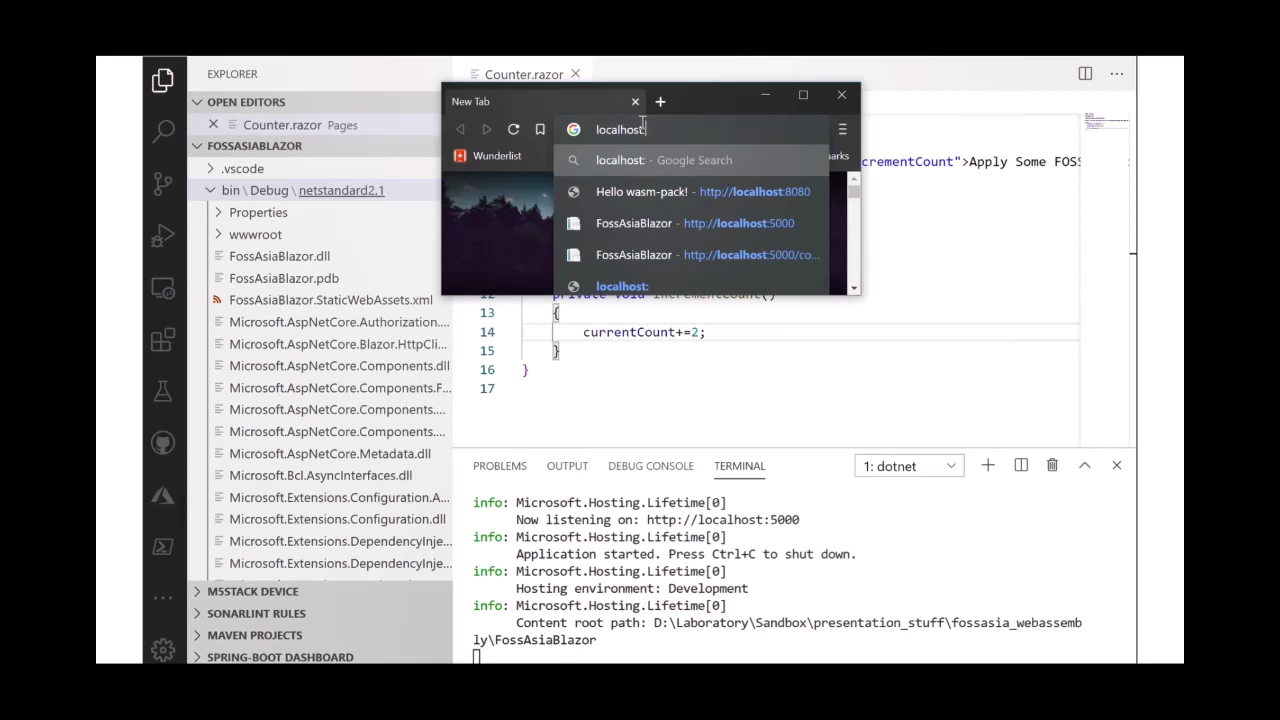 EXPLORER
OPEN EDITORS
Counter.razor Pages
FOSSASIABLAZOR
.vscode
bin \ Debug \ netstandard2.1
Properties
wwwroot
FossAsiaBlazor.dll
FossAsiaBlazor.pdb
FossAsiaBlazor.StaticWebAssets.xml
Microsoft.AspNetCore.Authorization....
Microsoft.AspNetCore.Blazor.HttpCli...
Microsoft.AspNetCore.Components.dll
Microsoft.AspNetCore.Components.F...
Microsoft.AspNetCore.Components....
Microsoft.AspNetCore.Components....
Microsoft.AspNetCore.Metadata.dll
Microsoft.Bcl.AsyncInterfaces.dll
Microsoft.Extensions.Configuration.A...
Microsoft.Extensions.Configuration.dll
Microsoft.Extensions.DependencyInje...
Microsoft.Extensions.DependencyInje...
M5STACK DEVICE
SONARLINT RULES
MAVEN PROJECTS
SPRING-BOOT DASHBOARD
Counter.razor
New Tab
localhost:
Wunderlist
arks
localhost: - Google Search
Hello wasm-pack! - http://localhost:8080
FossAsiaBlazor - http://localhost:5000
FossAsiaBlazor - http://localhost:5000/co...
localhost:
crementCount">Apply Some FOSS
12 private void IncrementCount()
13 {
14 currentCount+=2;
15 }
16 }
17
PROBLEMS OUTPUT DEBUG CONSOLE TERMINAL 1: dotnet
info: Microsoft.Hosting.Lifetime[0]
Now listening on: http://localhost:5000
info: Microsoft.Hosting.Lifetime[0]
Application started. Press Ctrl+C to shut down.
info: Microsoft.Hosting.Lifetime[0]
Hosting environment: Development
info: Microsoft.Hosting.Lifetime[0]
Content root path: D:\Laboratory\Sandbox\presentation_stuff\fossasia_webassemb
ly\FossAsiaBlazor